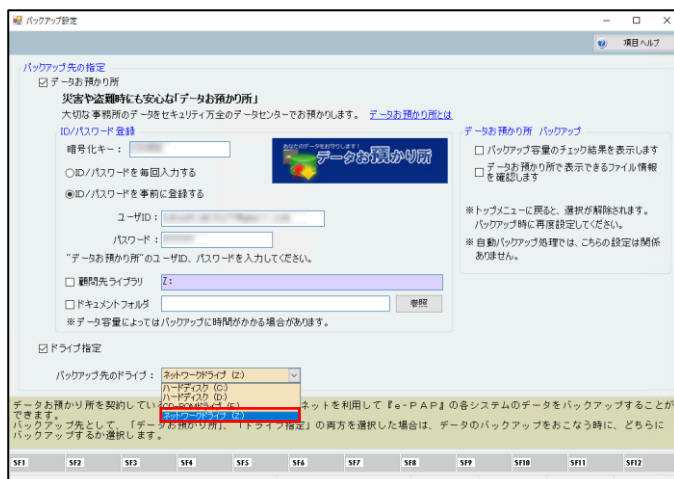 バックアップ設定
項目ヘルプ
バックアップ先の指定
データお預かり所
災害や盗難時にも安心な「データお預かり所」
大切な事務所のデータをセキュリティ万全のデータセンターでお預かりします。 データお預かり所とは
ID/パスワード登録
暗号化キー：
あなたのデータをお守りします！
データお預かり所
ID/パスワードを毎回入力する
ID/パスワードを事前に登録する
ユーザID：
パスワード：
"データお預かり所"のユーザID、パスワードを入力してください。
顧問先ライブラリ Z:
ドキュメントフォルダ 参照
※データ容量によってはバックアップに時間がかかる場合があります。
データお預かり所 バックアップ
バックアップ容量のチェック結果を表示します
データお預かり所で表示できるファイル情報
を確認します
※トップメニューに戻ると、選択が解除されます。
バックアップ時に再度設定してください。
※自動バックアップ処理では、こちらの設定は関係
ありません。
ドライブ指定
バックアップ先のドライブ： ネットワークドライブ (Z:)
ハードディスク (C:)
ハードディスク (D:)
ネットワークドライブ (Z:)
データお預かり所を契約してい ネットを利用して『e-PAP』の各システムのデータをバックアップすることが
できます。
バックアップ先として、「データお預かり所」、「ドライブ指定」の両方を選択した場合は、データのバックアップをおこなう時に、どちらに
バックアップするか選択します。
SF1 SF2 SF3 SF4 SF5 SF6 SF7 SF8 SF9 SF10 SF11 SF12